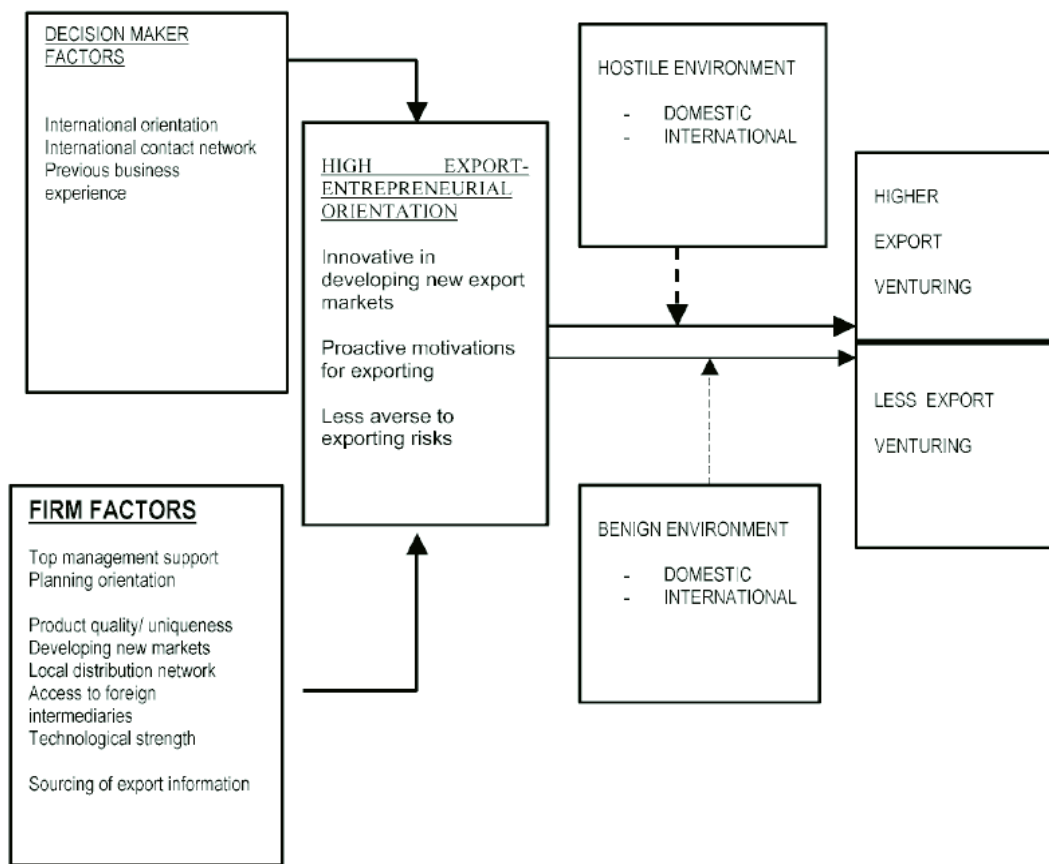 DECISION MAKER
FACTORS
International orientation
International contact network
Previous business
experience
HIGH EXPORT-
ENTREPRENEURIAL
ORIENTATION
Innovative in
developing new export
markets
Proactive motivations
for exporting
Less averse to
exporting risks
FIRM FACTORS
Top management support
Planning orientation
Product quality/ uniqueness
Developing new markets
Local distribution network
Access to foreign
intermediaries
Technological strength
Sourcing of export information
HOSTILE ENVIRONMENT
- DOMESTIC
- INTERNATIONAL
BENIGN ENVIRONMENT
- DOMESTIC
- INTERNATIONAL
HIGHER
EXPORT
VENTURING
LESS EXPORT
VENTURING